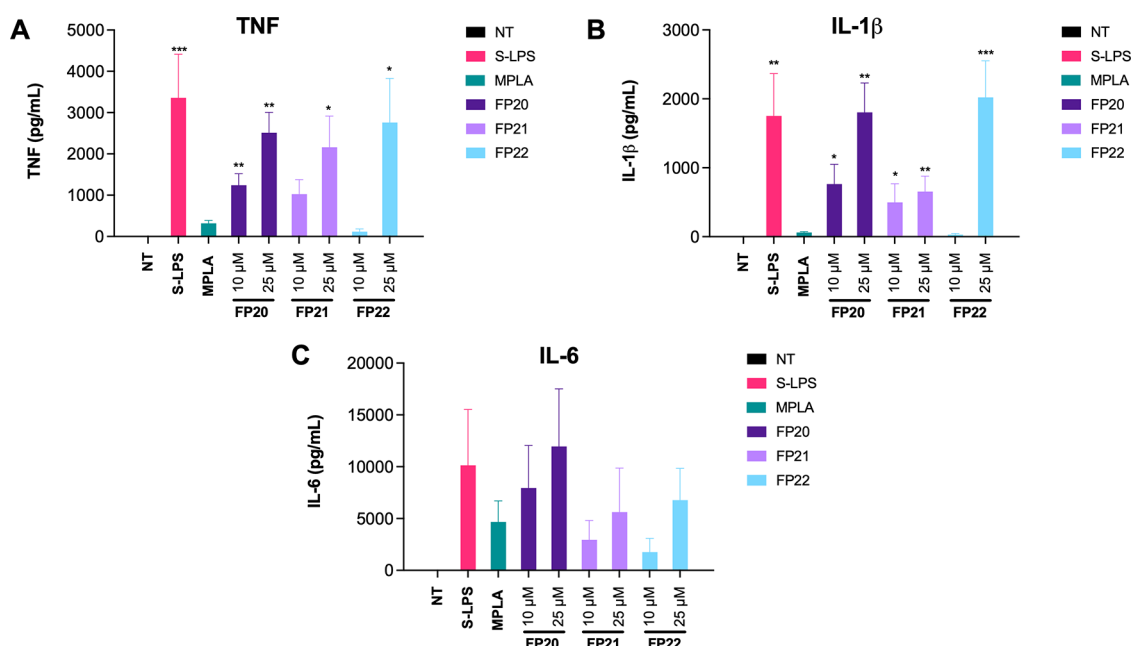 A
TNF
TNF (pg/mL)
5000
4000
3000
2000
1000
0
***
**
**
*
*
NT
S-LPS
MPLA
10 µM
25 µM
10 µM
25 µM
10 µM
25 µM
FP20
FP21
FP22
NT
S-LPS
MPLA
FP20
FP21
FP22
B
IL-1β
IL-1β (pg/mL)
3000
2000
1000
0
**
*
**
*
**
***
NT
S-LPS
MPLA
10 µM
25 µM
10 µM
25 µM
10 µM
25 µM
FP20
FP21
FP22
NT
S-LPS
MPLA
FP20
FP21
FP22
C
IL-6
IL-6 (pg/mL)
20000
15000
10000
5000
0
NT
S-LPS
MPLA
10 µM
25 µM
10 µM
25 µM
10 µM
25 µM
FP20
FP21
FP22
NT
S-LPS
MPLA
FP20
FP21
FP22